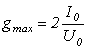 g_max = 2 I_0 / U_0